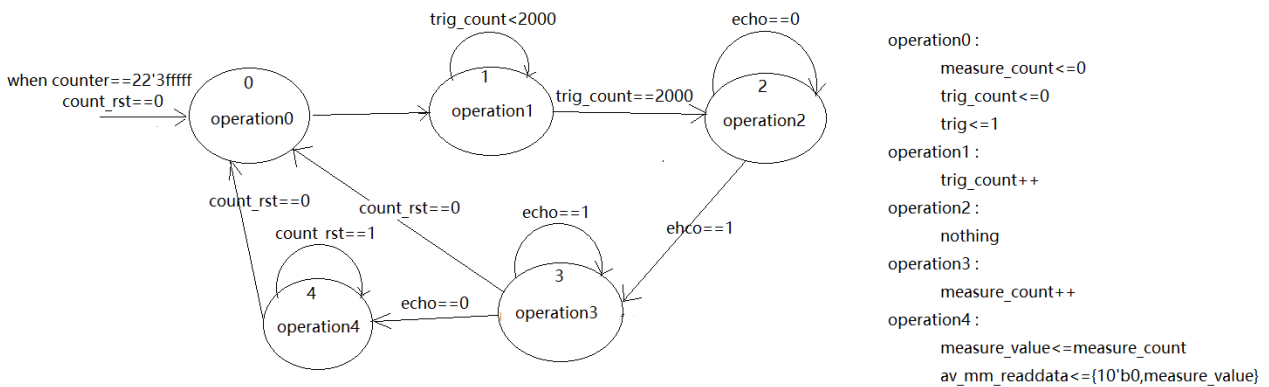 trig_count<2000
echo==0
when counter==22'3fffff
count_rst==0
0
operation0
1
operation1
trig_count==2000
2
operation2
count_rst==0
count_rst==0
echo==1
ehco==1
count_rst==1
3
operation3
4
operation4
echo==0
operation0 :
measure_count<=0
trig_count<=0
trig<=1
operation1 :
trig_count++
operation2 :
nothing
operation3 :
measure_count++
operation4 :
measure_value<=measure_count
av_mm_readdata<={10'b0,measure_value}